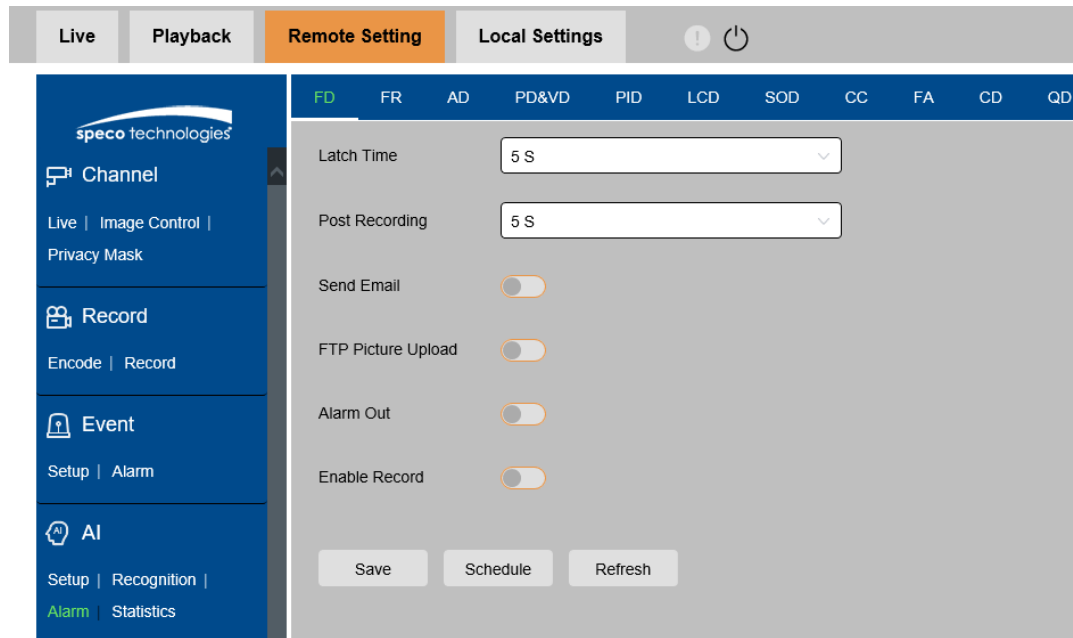 Live Playback Remote Setting Local Settings
speco technologies
Channel
Live | Image Control |
Privacy Mask
Record
Encode | Record
Event
Setup | Alarm
AI
Setup | Recognition |
Alarm | Statistics
FD FR AD PD&VD PID LCD SOD CC FA CD QD
Latch Time 5 S
Post Recording 5 S
Send Email
FTP Picture Upload
Alarm Out
Enable Record
Save Schedule Refresh